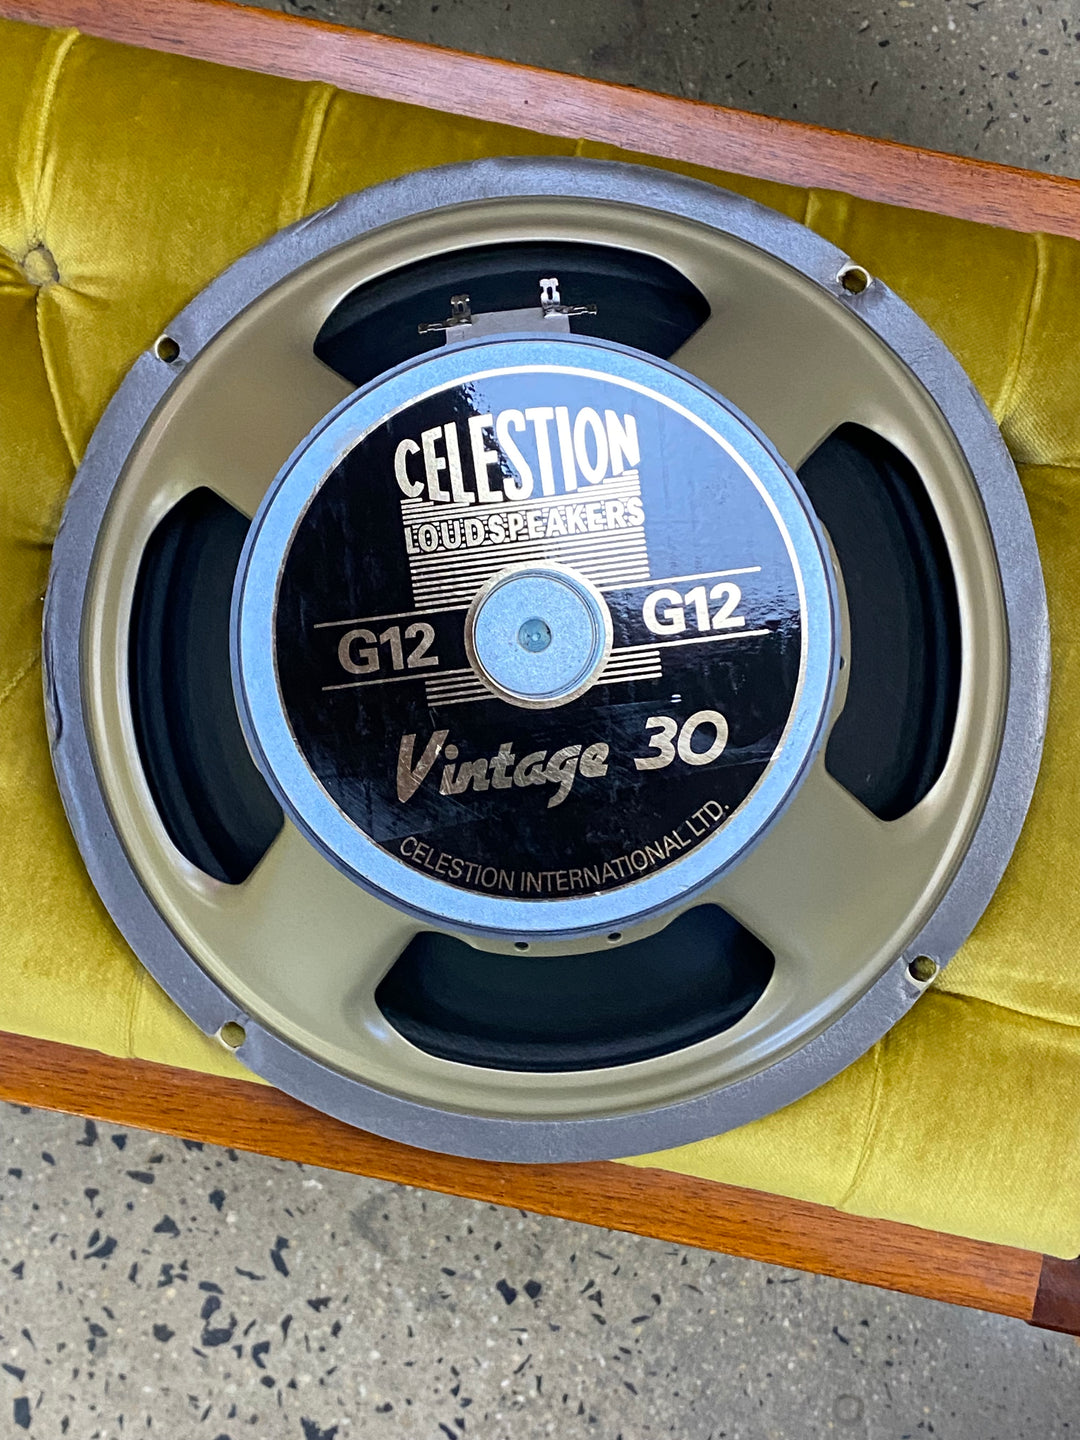 CELESTION
LOUDSPEAKERS
G12 G12
Vintage 30
CELESTION INTERNATIONAL LTD.